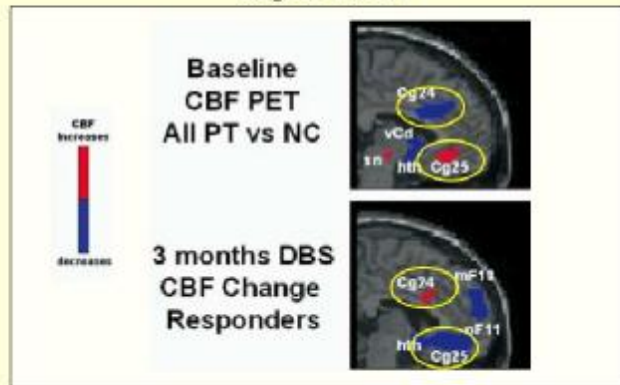 Baseline
CBF PET
All PT vs NC
CBF
increases
decreases
Cg24
vCd
sn
hth
Cg25
3 months DBS
CBF Change
Responders
Cg24
mF10
oF11
hth
Cg25